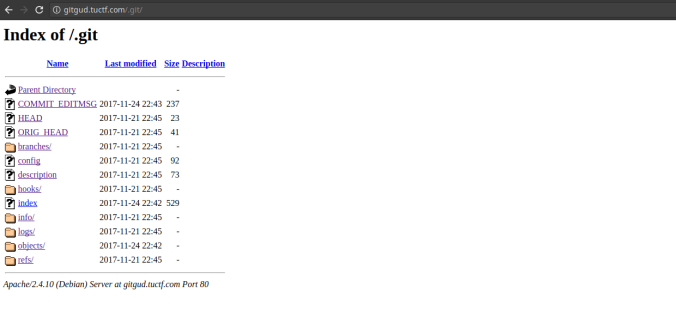 gitgud.tuctf.com/.git/
Index of /.git
Name Last modified Size Description
Parent Directory -
COMMIT_EDITMSG 2017-11-24 22:43 237
HEAD 2017-11-21 22:45 23
ORIG_HEAD 2017-11-21 22:45 41
branches/ 2017-11-21 22:45 -
config 2017-11-21 22:45 92
description 2017-11-21 22:45 73
hooks/ 2017-11-21 22:45 -
index 2017-11-24 22:42 529
info/ 2017-11-21 22:45 -
logs/ 2017-11-21 22:45 -
objects/ 2017-11-24 22:42 -
refs/ 2017-11-21 22:45 -
Apache/2.4.10 (Debian) Server at gitgud.tuctf.com Port 80